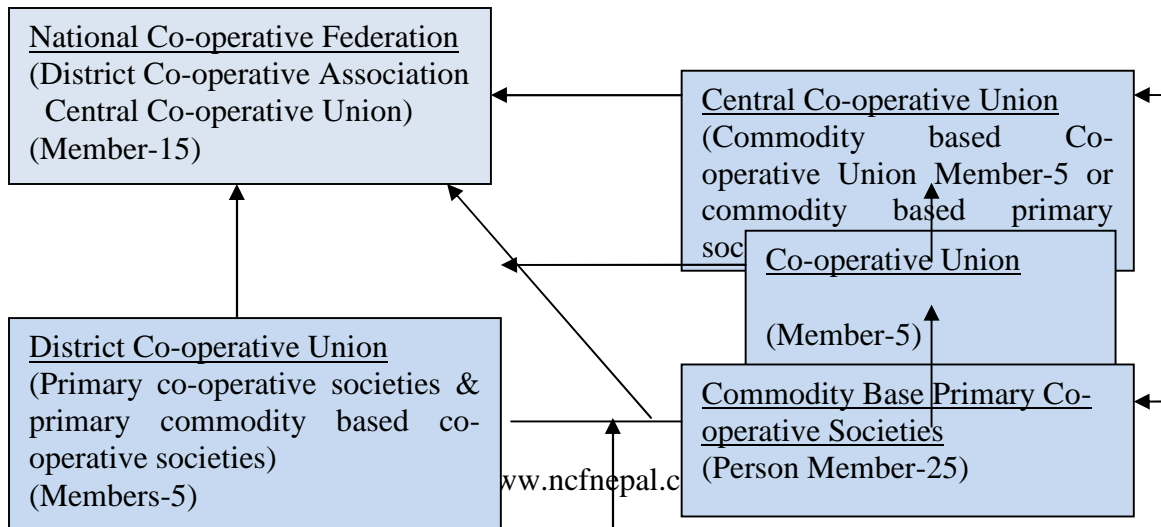 National Co-operative Federation
(District Co-operative Association
Central Co-operative Union)
(Member-15)
Central Co-operative Union
(Commodity based Co-
operative Union Member-5 or
commodity based primary
soc
Co-operative Union
(Member-5)
District Co-operative Union
(Primary co-operative societies &
primary commodity based co-
operative societies)
(Members-5)
Commodity Base Primary Co-
operative Societies
(Person Member-25)
ww.ncfnepal.c